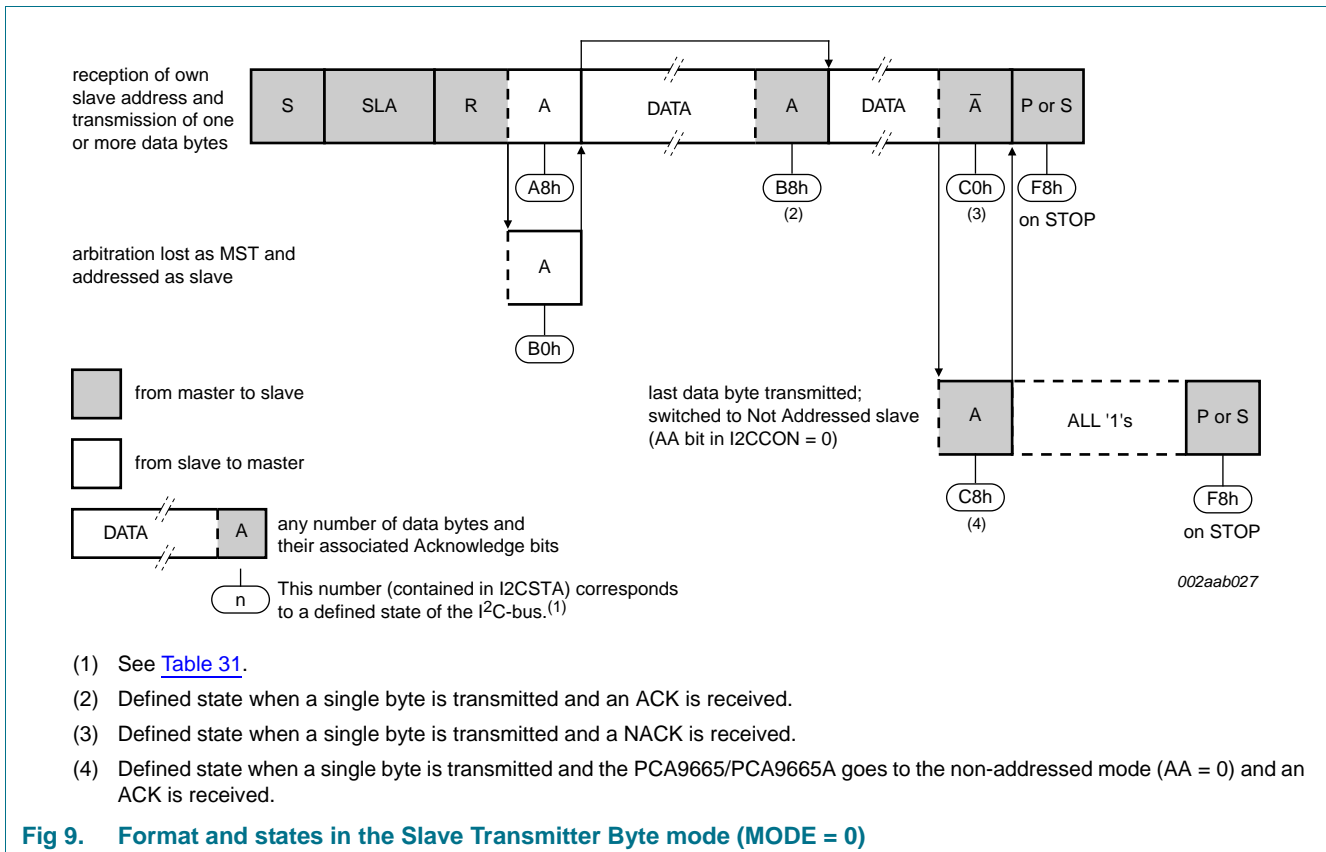 reception of own
slave address and
transmission of one
or more data bytes
S SLA R A DATA A DATA A̅ P or S
A8h B8h C0h F8h
(2) (3) on STOP
arbitration lost as MST and
addressed as slave
A
B0h
from master to slave
from slave to master
last data byte transmitted;
switched to Not Addressed slave
(AA bit in I2CCON = 0)
A ALL '1's P or S
C8h F8h
(4) on STOP
DATA A any number of data bytes and
their associated Acknowledge bits
n This number (contained in I2CSTA) corresponds
to a defined state of the I²C-bus.(1)
002aab027
(1) See Table 31.
(2) Defined state when a single byte is transmitted and an ACK is received.
(3) Defined state when a single byte is transmitted and a NACK is received.
(4) Defined state when a single byte is transmitted and the PCA9665/PCA9665A goes to the non-addressed mode (AA = 0) and an
ACK is received.
Fig 9. Format and states in the Slave Transmitter Byte mode (MODE = 0)